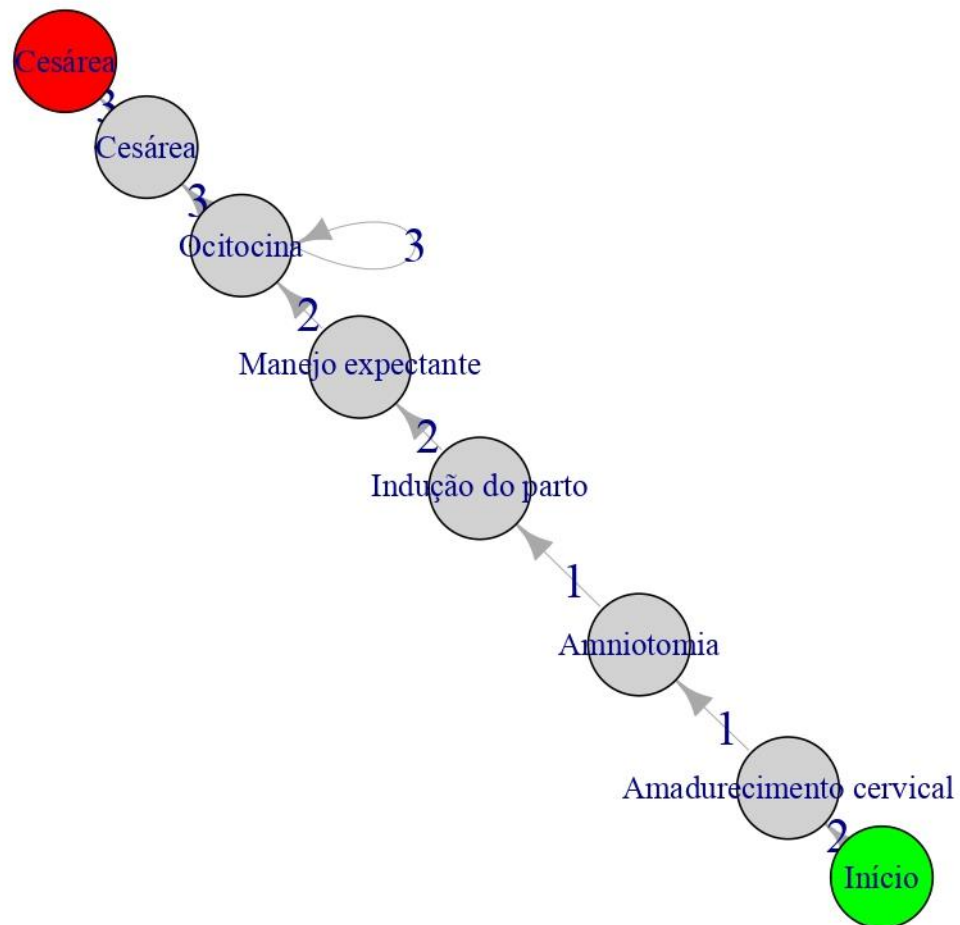 Cesárea
3
Cesárea
3
Ocitocina
3
2
Manejo expectante
2
Indução do parto
1
Amniotomia
1
Amadurecimento cervical
2
Início